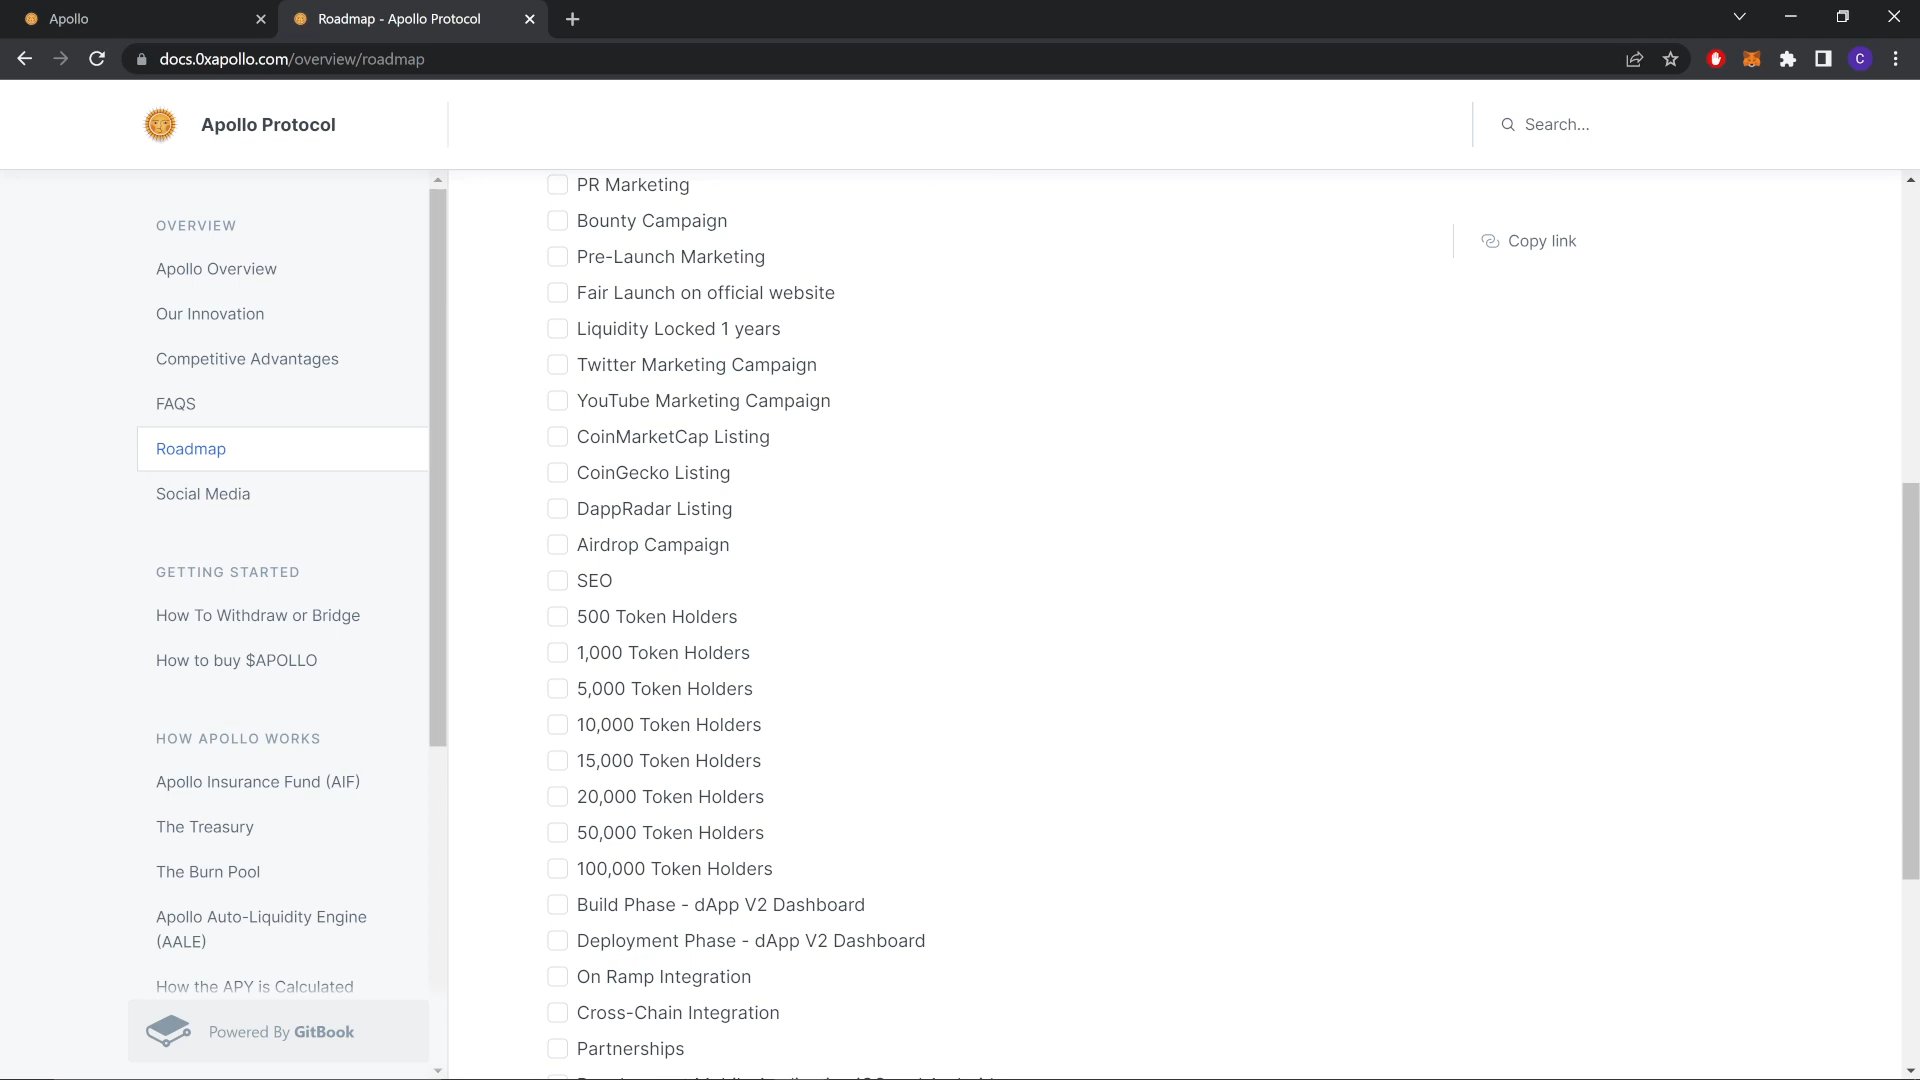 Apollo
Roadmap - Apollo Protocol
docs.0xapollo.com/overview/roadmap
C
Apollo Protocol
Search...
OVERVIEW
Apollo Overview
Our Innovation
Competitive Advantages
FAQS
Roadmap
Social Media
GETTING STARTED
How To Withdraw or Bridge
How to buy $APOLLO
HOW APOLLO WORKS
Apollo Insurance Fund (AIF)
The Treasury
The Burn Pool
Apollo Auto-Liquidity Engine
(AALE)
How the APY is Calculated
Powered By GitBook
PR Marketing
Bounty Campaign
Pre-Launch Marketing
Fair Launch on official website
Liquidity Locked 1 years
Twitter Marketing Campaign
YouTube Marketing Campaign
CoinMarketCap Listing
CoinGecko Listing
DappRadar Listing
Airdrop Campaign
SEO
500 Token Holders
1,000 Token Holders
5,000 Token Holders
10,000 Token Holders
15,000 Token Holders
20,000 Token Holders
50,000 Token Holders
100,000 Token Holders
Build Phase - dApp V2 Dashboard
Deployment Phase - dApp V2 Dashboard
On Ramp Integration
Cross-Chain Integration
Partnerships
Copy link